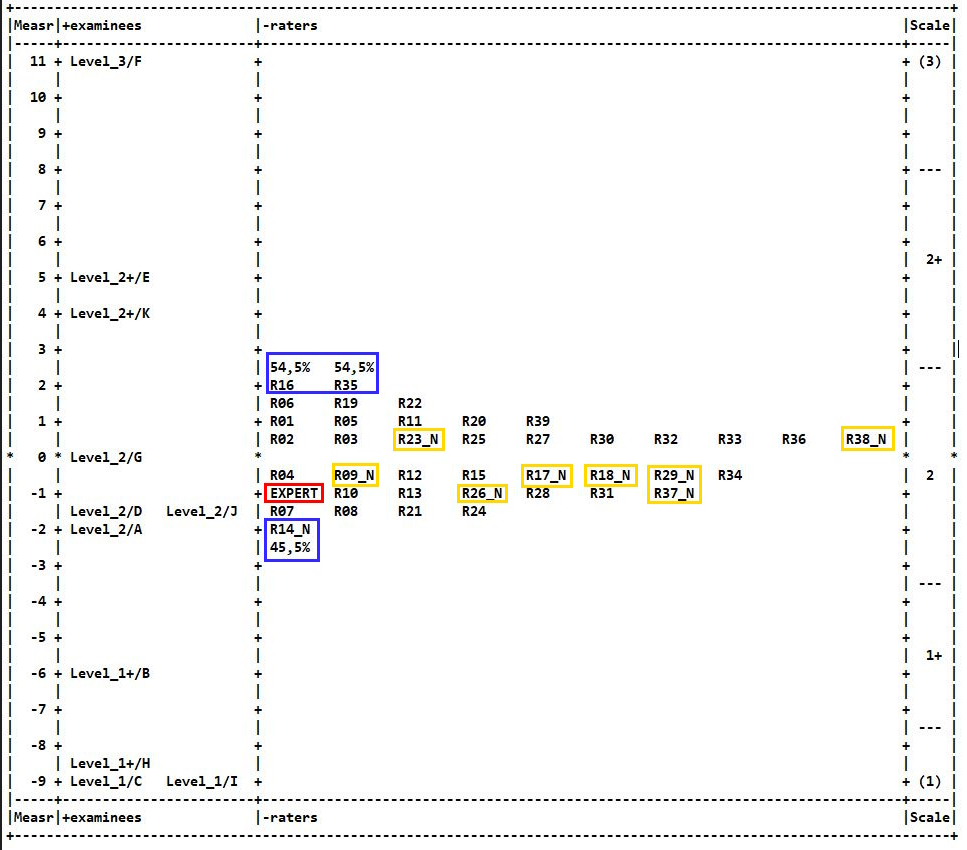 +-----------------------------------------------------------------------------------------------------------+
|Measr|+examinees              |-raters                                                                         |Scale|
|-----+------------------------+--------------------------------------------------------------------------------+-----|
|  11 + Level_3/F              +                                                                                + (3) |
|     |                        |                                                                                |     |
|  10 +                        +                                                                                +     |
|     |                        |                                                                                |     |
|   9 +                        +                                                                                +     |
|     |                        |                                                                                |     |
|   8 +                        +                                                                                + --- |
|     |                        |                                                                                |     |
|   7 +                        +                                                                                +     |
|     |                        |                                                                                |     |
|   6 +                        +                                                                                +     |
|     |                        |                                                                                |  2+ |
|   5 + Level_2+/E             +                                                                                +     |
|     |                        |                                                                                |     |
|   4 + Level_2+/K             +                                                                                +     |
|     |                        |                                                                                |     |
|   3 +                        +                                                                                +     |
|     |                        | 54,5%   54,5%                                                                  | --- |
|   2 +                        + R16     R35                                                                    +     |
|     |                        | R06     R19     R22                                                            |     |
|   1 +                        + R01     R05     R11     R20     R39                                            +     |
|     |                        | R02     R03     R23_N   R25     R27     R30     R32     R33     R36     R38_N  |     |
*   0 * Level_2/G              *                                                                                *     *
|     |                        | R04     R09_N   R12     R15     R17_N   R18_N   R29_N   R34                    |  2  |
|  -1 +                        + EXPERT  R10     R13     R26_N   R28     R31     R37_N                          +     |
|     | Level_2/D   Level_2/J  | R07     R08     R21     R24                                                    |     |
|  -2 + Level_2/A              + R14_N                                                                          +     |
|     |                        | 45,5%                                                                          |     |
|  -3 +                        +                                                                                +     |
|     |                        |                                                                                | --- |
|  -4 +                        +                                                                                +     |
|     |                        |                                                                                |     |
|  -5 +                        +                                                                                +     |
|     |                        |                                                                                |  1+ |
|  -6 + Level_1+/B             +                                                                                +     |
|     |                        |                                                                                |     |
|  -7 +                        +                                                                                +     |
|     |                        |                                                                                | --- |
|  -8 +                        +                                                                                +     |
|     | Level_1+/H             |                                                                                |     |
|  -9 + Level_1/C   Level_1/I  +                                                                                + (1) |
|-----+------------------------+--------------------------------------------------------------------------------+-----|
|Measr|+examinees              |-raters                                                                         |Scale|
+-----------------------------------------------------------------------------------------------------------+